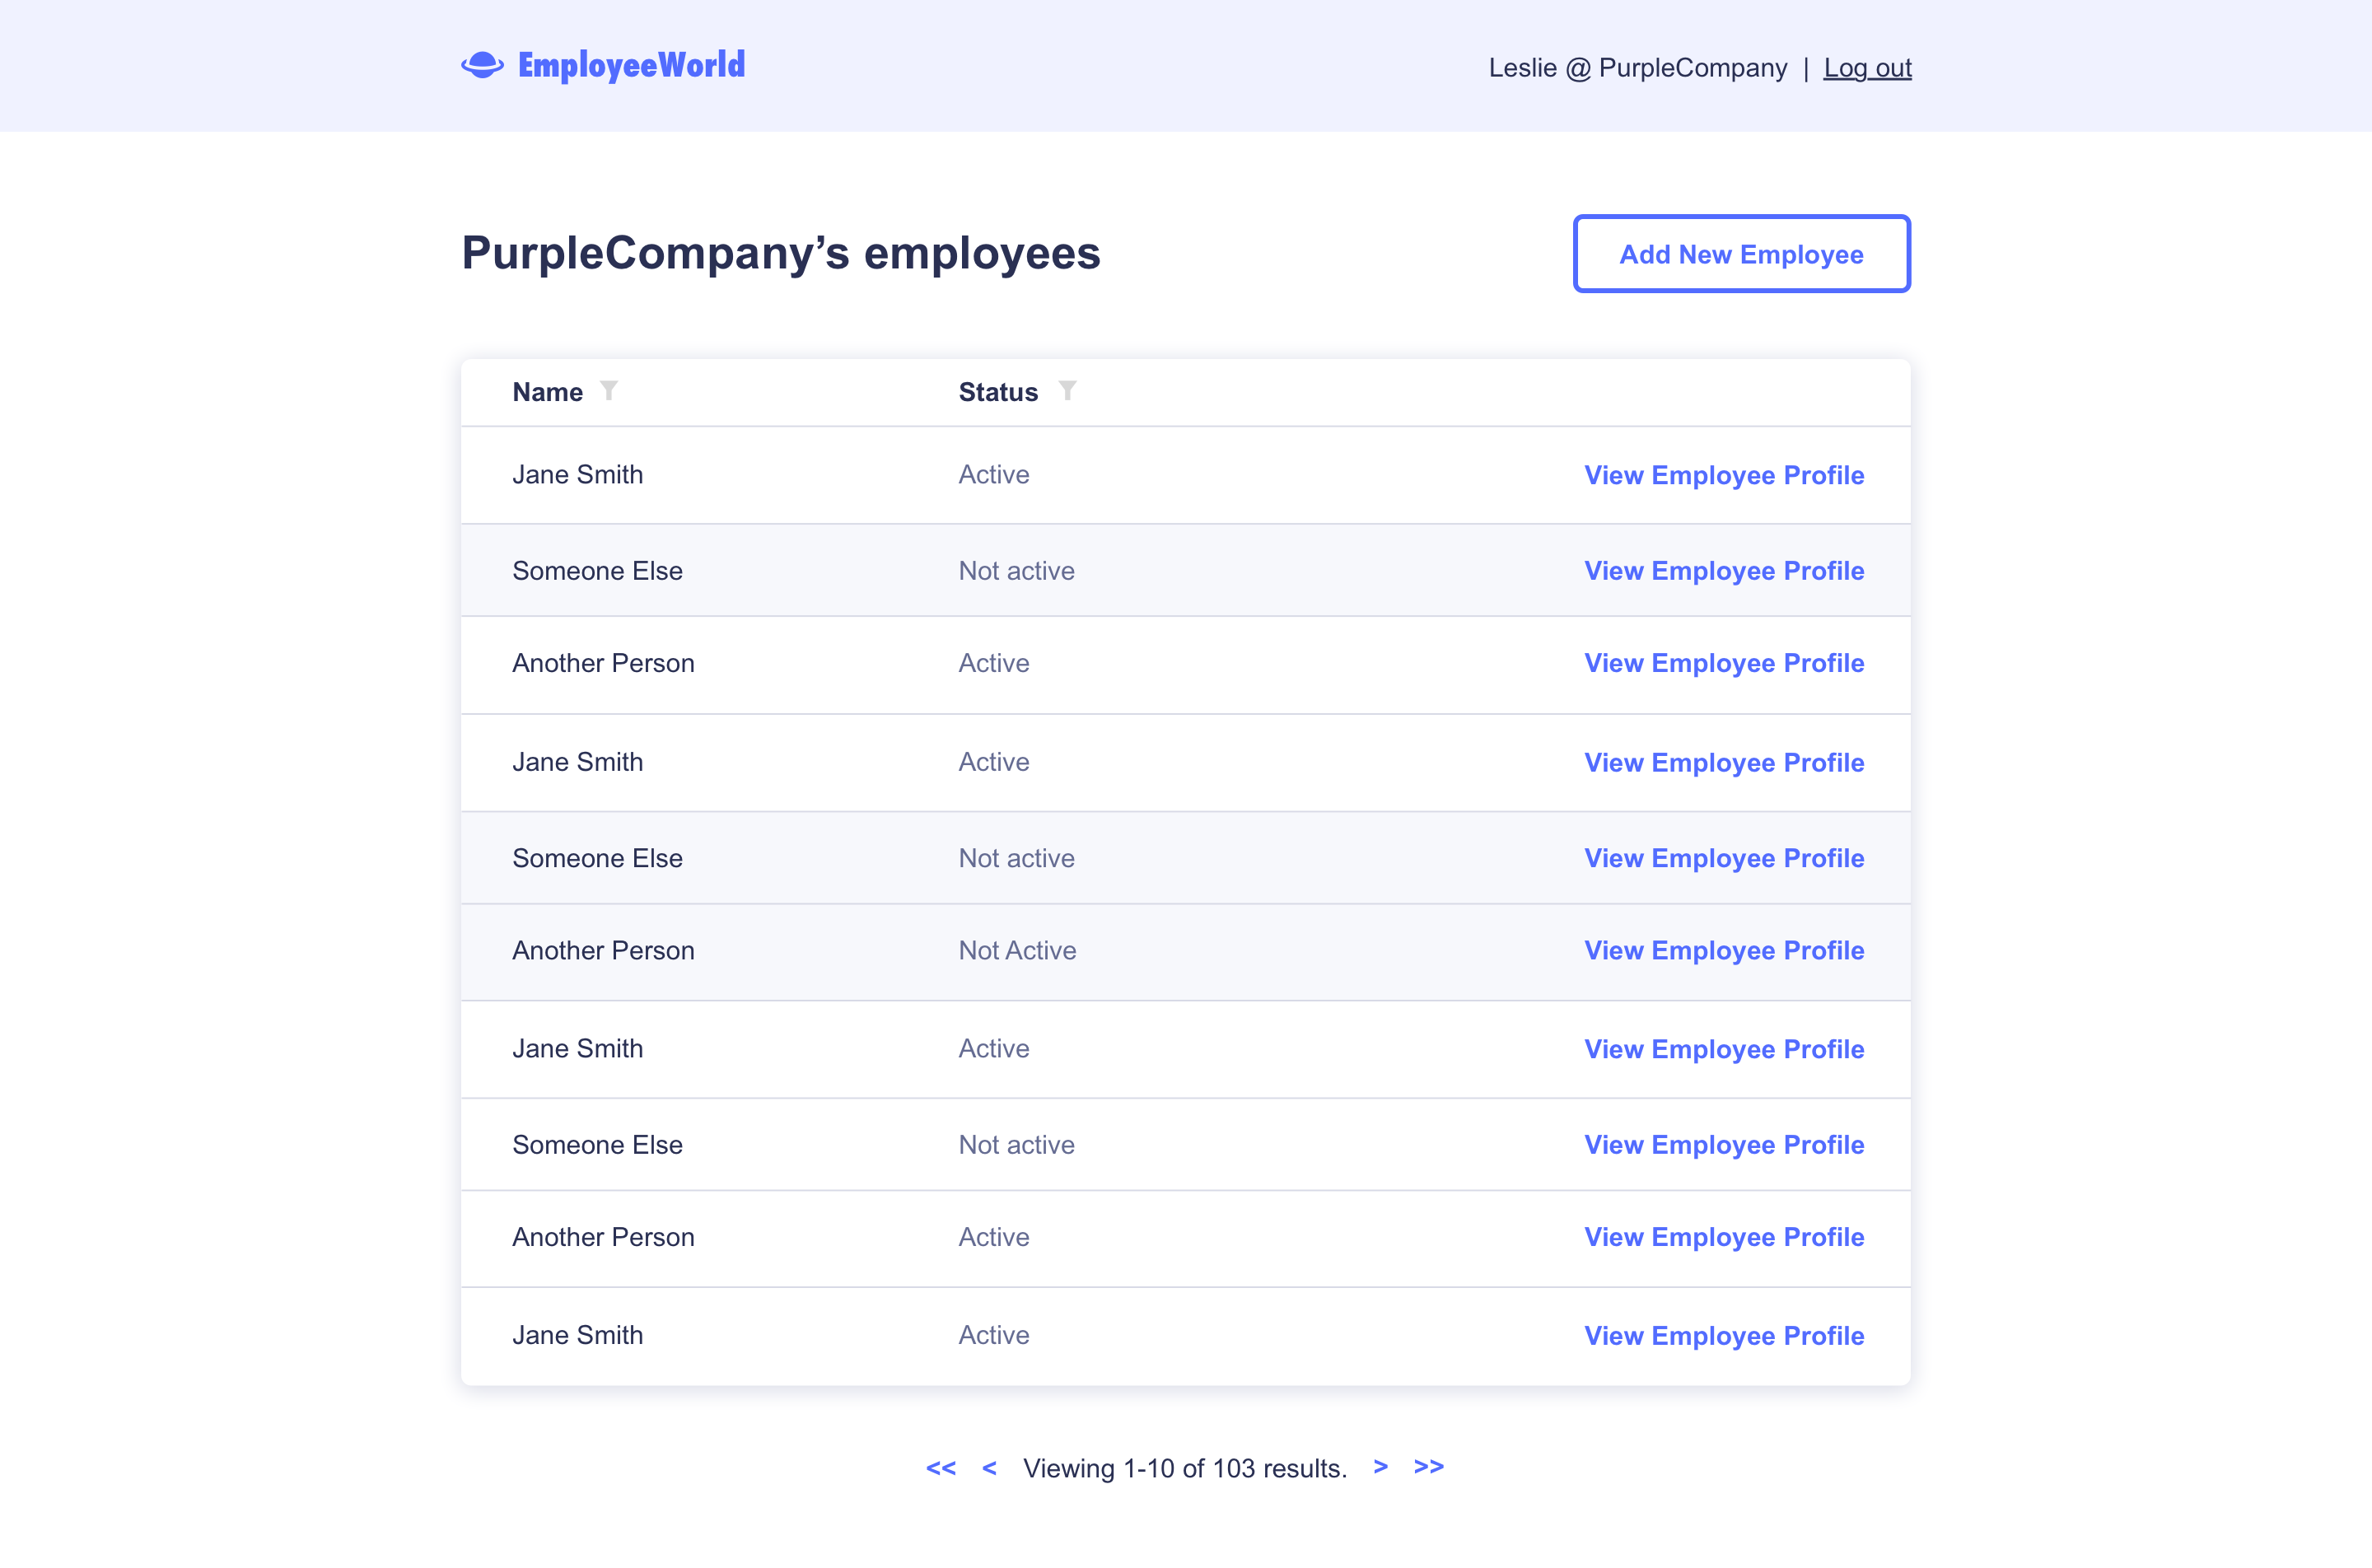 EmployeeWorld
Leslie @ PurpleCompany | Log out
PurpleCompany’s employees
Add New Employee
Name Status
Jane Smith Active View Employee Profile
Someone Else Not active View Employee Profile
Another Person Active View Employee Profile
Jane Smith Active View Employee Profile
Someone Else Not active View Employee Profile
Another Person Not Active View Employee Profile
Jane Smith Active View Employee Profile
Someone Else Not active View Employee Profile
Another Person Active View Employee Profile
Jane Smith Active View Employee Profile
<< < Viewing 1-10 of 103 results. > >>